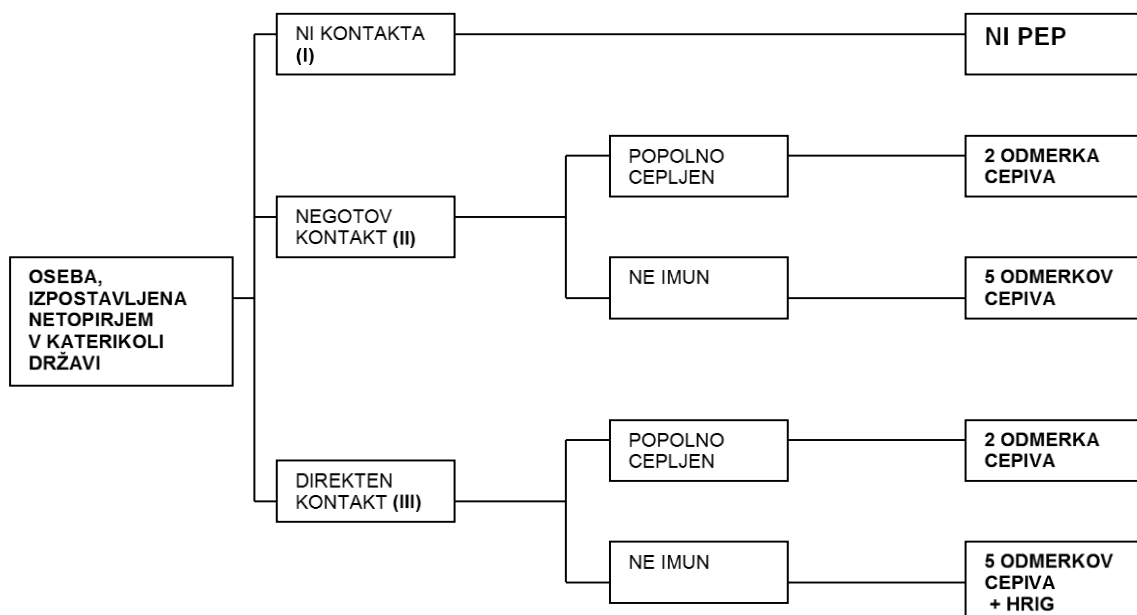 OSEBA,
IZPOSTAVLJENA
NETOPIRJEM
V KATERIKOLI
DRŽAVI
NI KONTAKTA
(I)
NI PEP
NEGOTOV
KONTAKT (II)
POPOLNO
CEPLJEN
2 ODMERKA
CEPIVA
NE IMUN
5 ODMERKOV
CEPIVA
DIREKTEN
KONTAKT (III)
POPOLNO
CEPLJEN
2 ODMERKA
CEPIVA
NE IMUN
5 ODMERKOV
CEPIVA
+ HRIG